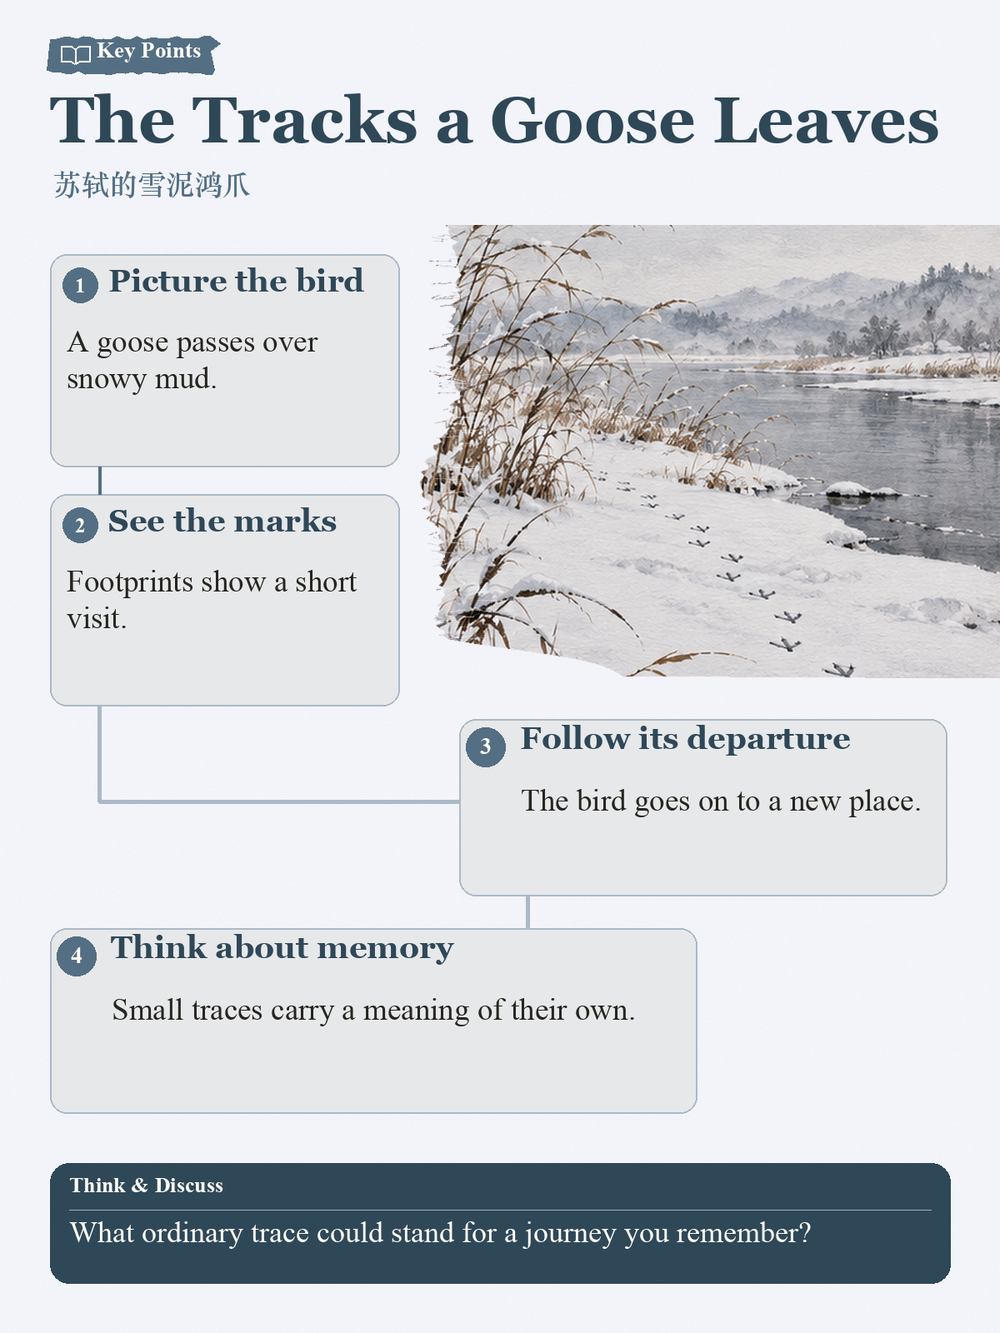 Key Points
The Tracks a Goose Leaves
苏轼的雪泥鸿爪
1 Picture the bird
A goose passes over
snowy mud.
2 See the marks
Footprints show a short
visit.
3 Follow its departure
The bird goes on to a new place.
4 Think about memory
Small traces carry a meaning of their own.
Think & Discuss
What ordinary trace could stand for a journey you remember?